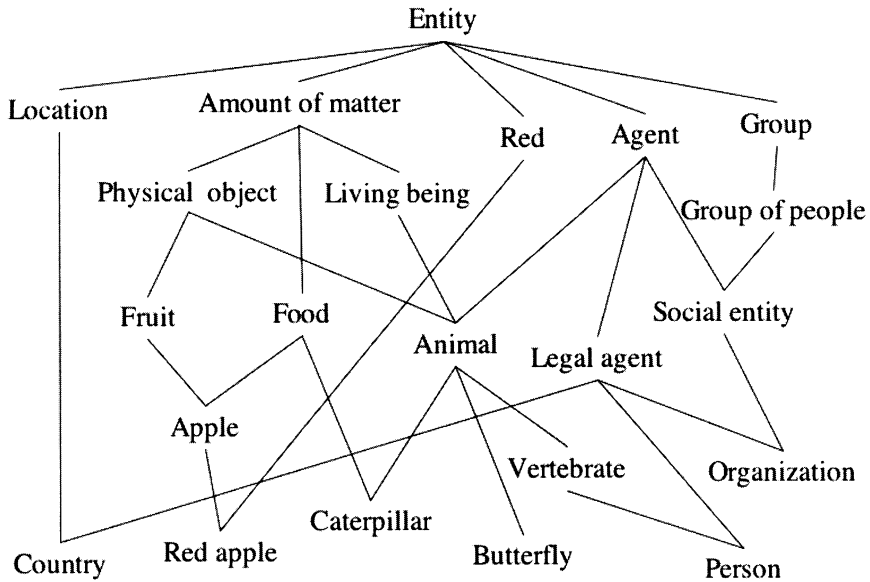 Entity
Location
Amount of matter
Red
Agent
Group
Physical object
Living being
Group of people
Fruit
Food
Animal
Legal agent
Social entity
Apple
Vertebrate
Organization
Country
Red apple
Caterpillar
Butterfly
Person